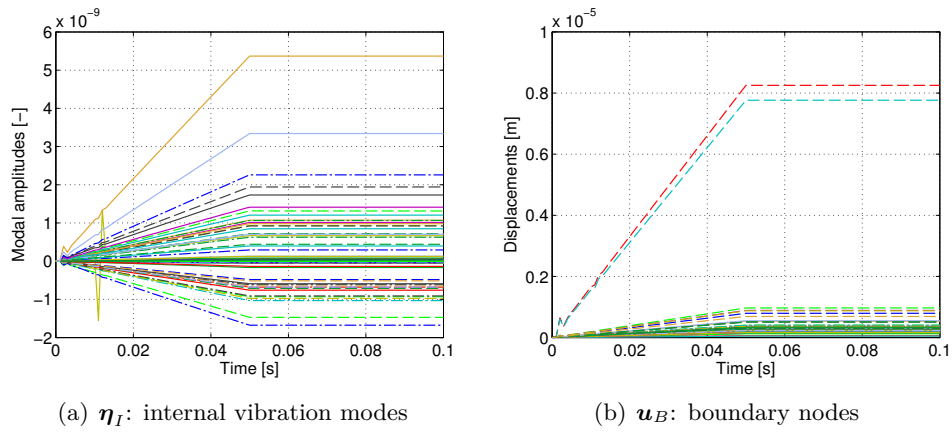 x 10⁻⁹
6
5
4
3
2
1
0
−1
−2
Modal amplitudes [−]
0 0.02 0.04 0.06 0.08 0.1
Time [s]
(a) η_I: internal vibration modes
x 10⁻⁵
1
0.8
0.6
0.4
0.2
0
Displacements [m]
0 0.02 0.04 0.06 0.08 0.1
Time [s]
(b) u_B: boundary nodes